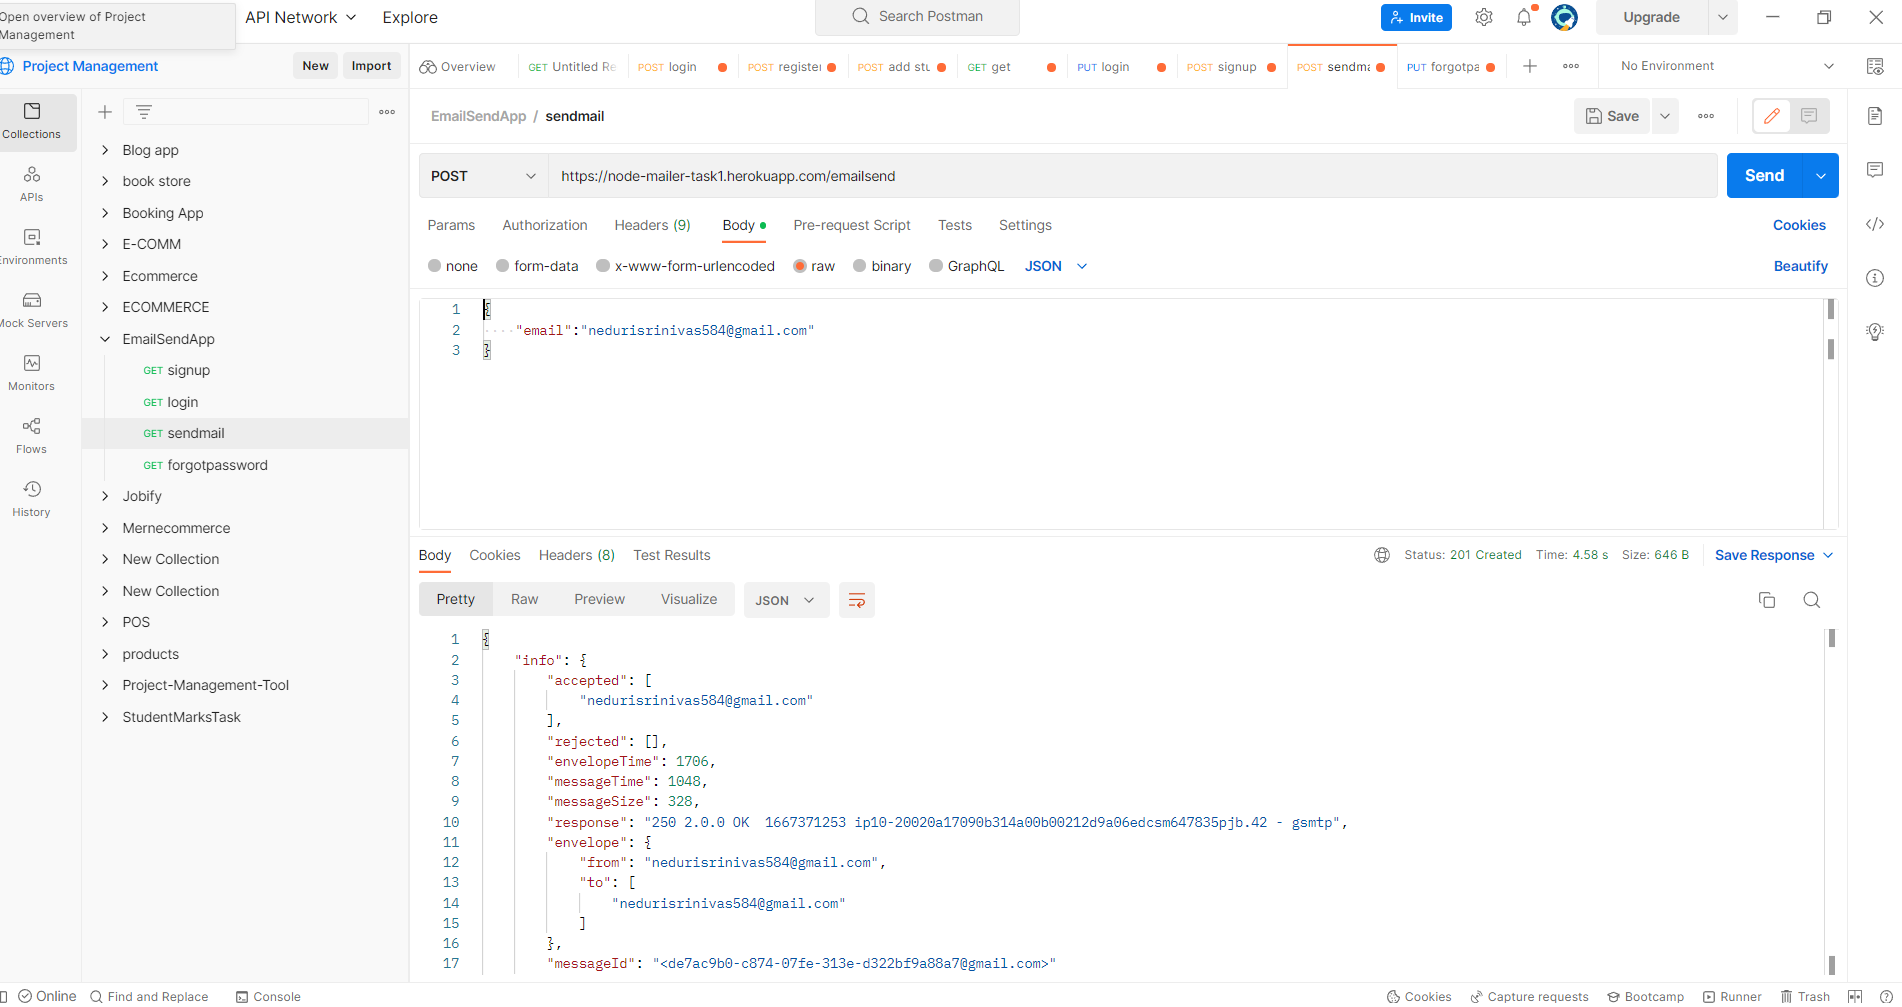 Open overview of Project
Management
API Network
Explore
Search Postman
Invite
Upgrade
Project Management
New
Import
Overview
GET Untitled Re
POST login
POST register
POST add stu
GET get
PUT login
POST signup
POST sendma
PUT forgotpa
No Environment
Collections
APIs
Environments
Mock Servers
Monitors
Flows
History
Blog app
book store
Booking App
E-COMM
Ecommerce
ECOMMERCE
EmailSendApp
GET signup
GET login
GET sendmail
GET forgotpassword
Jobify
Mernecommerce
New Collection
New Collection
POS
products
Project-Management-Tool
StudentMarksTask
EmailSendApp / sendmail
Save
POST
https://node-mailer-task1.herokuapp.com/emailsend
Send
Params
Authorization
Headers (9)
Body
Pre-request Script
Tests
Settings
Cookies
none
form-data
x-www-form-urlencoded
raw
binary
GraphQL
JSON
Beautify
1 {
2 ····"email":"nedurisrinivas584@gmail.com"
3 }
Body
Cookies
Headers (8)
Test Results
Status: 201 Created
Time: 4.58 s
Size: 646 B
Save Response
Pretty
Raw
Preview
Visualize
JSON
1 {
2 "info": {
3 "accepted": [
4 "nedurisrinivas584@gmail.com"
5 ],
6 "rejected": [],
7 "envelopeTime": 1706,
8 "messageTime": 1048,
9 "messageSize": 328,
10 "response": "250 2.0.0 OK  1667371253 ip10-20020a17090b314a00b00212d9a06edcsm647835pjb.42 - gsmtp",
11 "envelope": {
12 "from": "nedurisrinivas584@gmail.com",
13 "to": [
14 "nedurisrinivas584@gmail.com"
15 ]
16 },
17 "messageId": "<de7ac9b0-c874-07fe-313e-d322bf9a88a7@gmail.com>"
Online
Find and Replace
Console
Cookies
Capture requests
Bootcamp
Runner
Trash